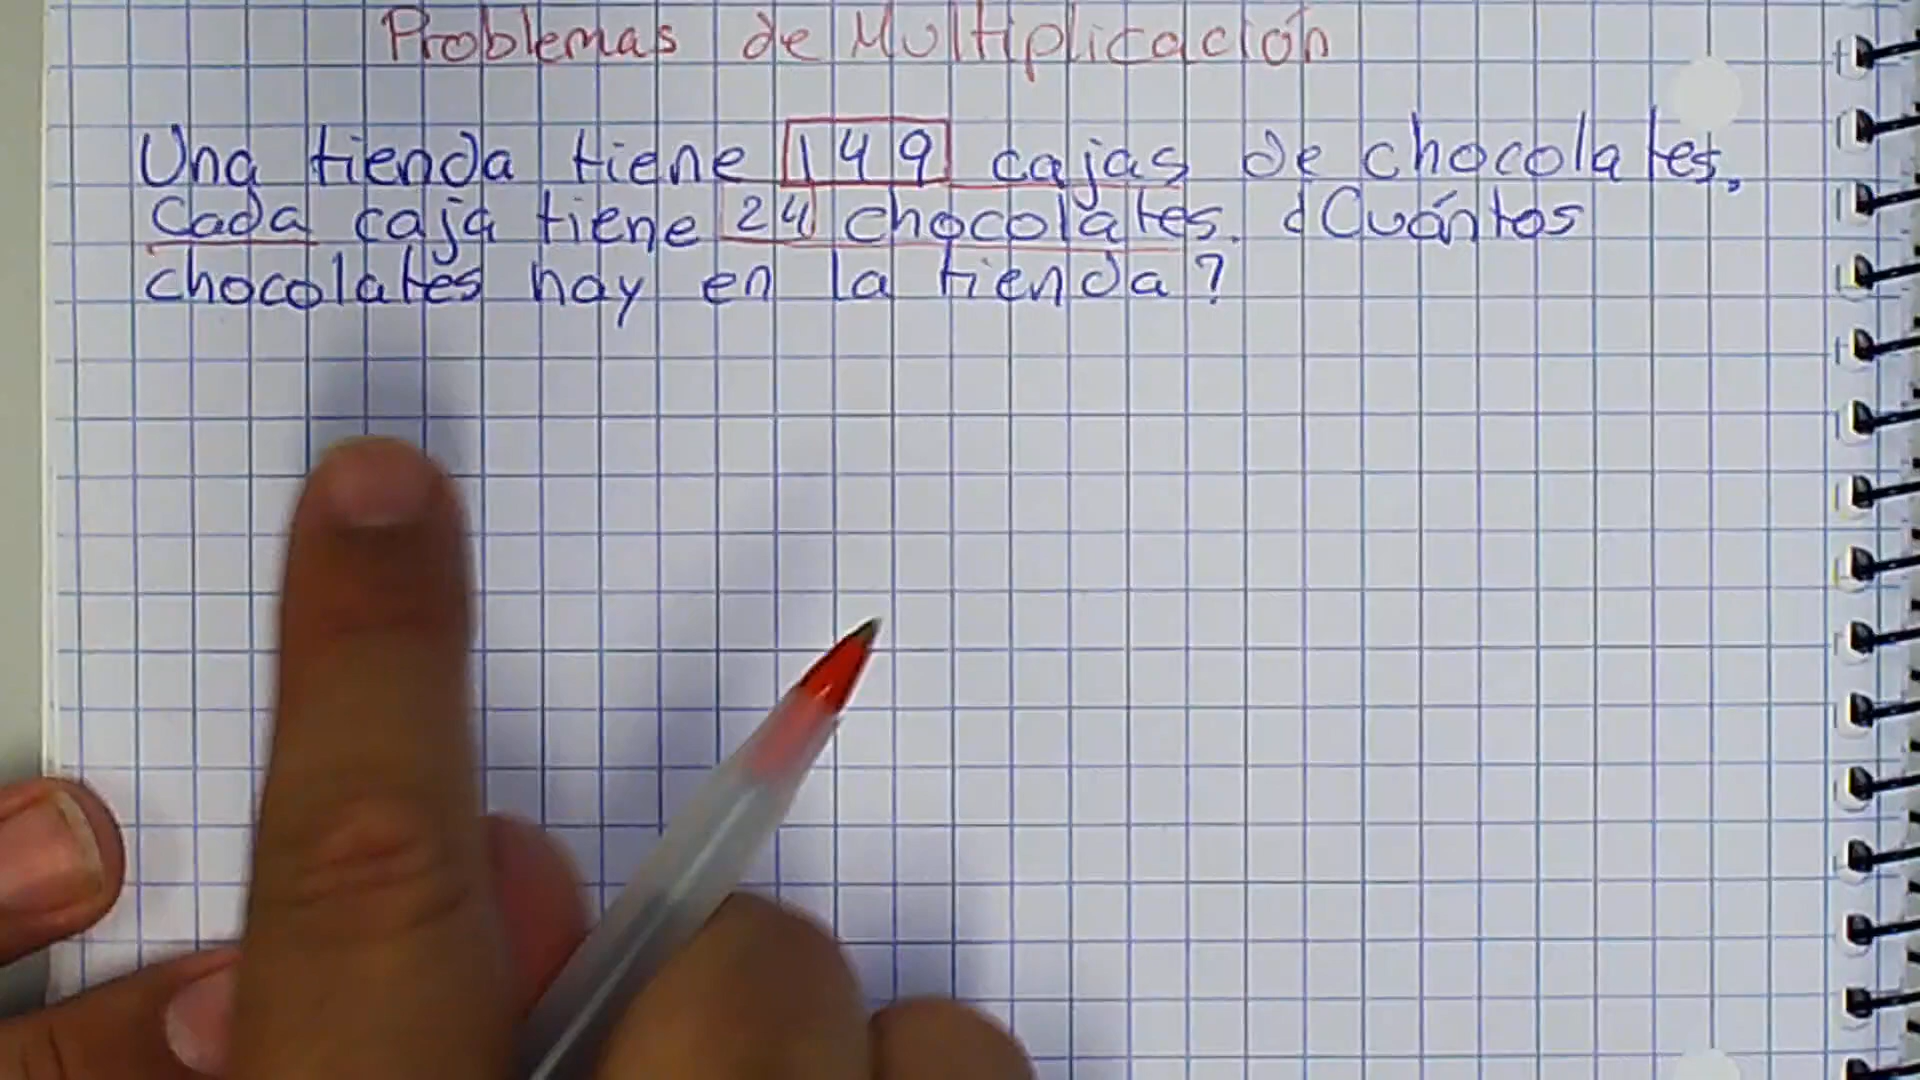 Problemas de Multiplicación
Una tienda tiene 149 cajas de chocolates.
Cada caja tiene 24 chocolates. ¿Cuántos
chocolates hay en la tienda?